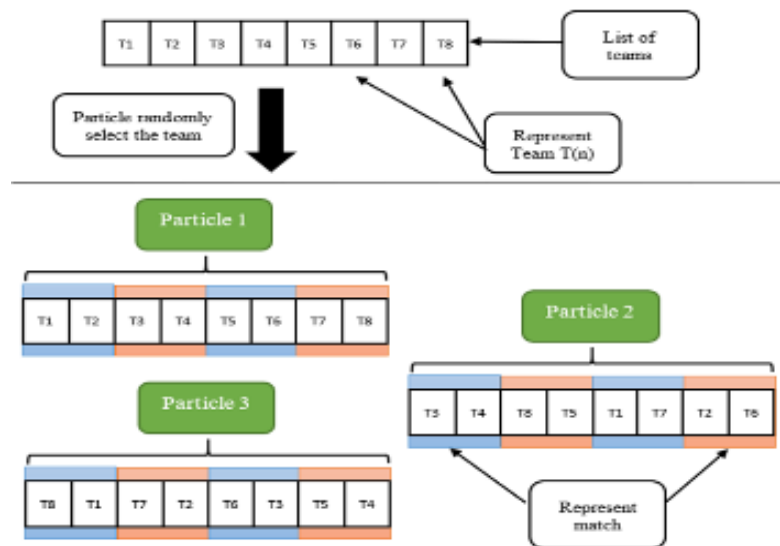 T1 T2 T3 T4 T5 T6 T7 T8
List of
teams
Particle randomly
select the team
Represent
Team T(n)
Particle 1
T1 T2 T3 T4 T5 T6 T7 T8
Particle 2
T3 T4 T8 T5 T1 T7 T2 T6
Particle 3
T8 T1 T7 T2 T6 T3 T5 T4
Represent
match